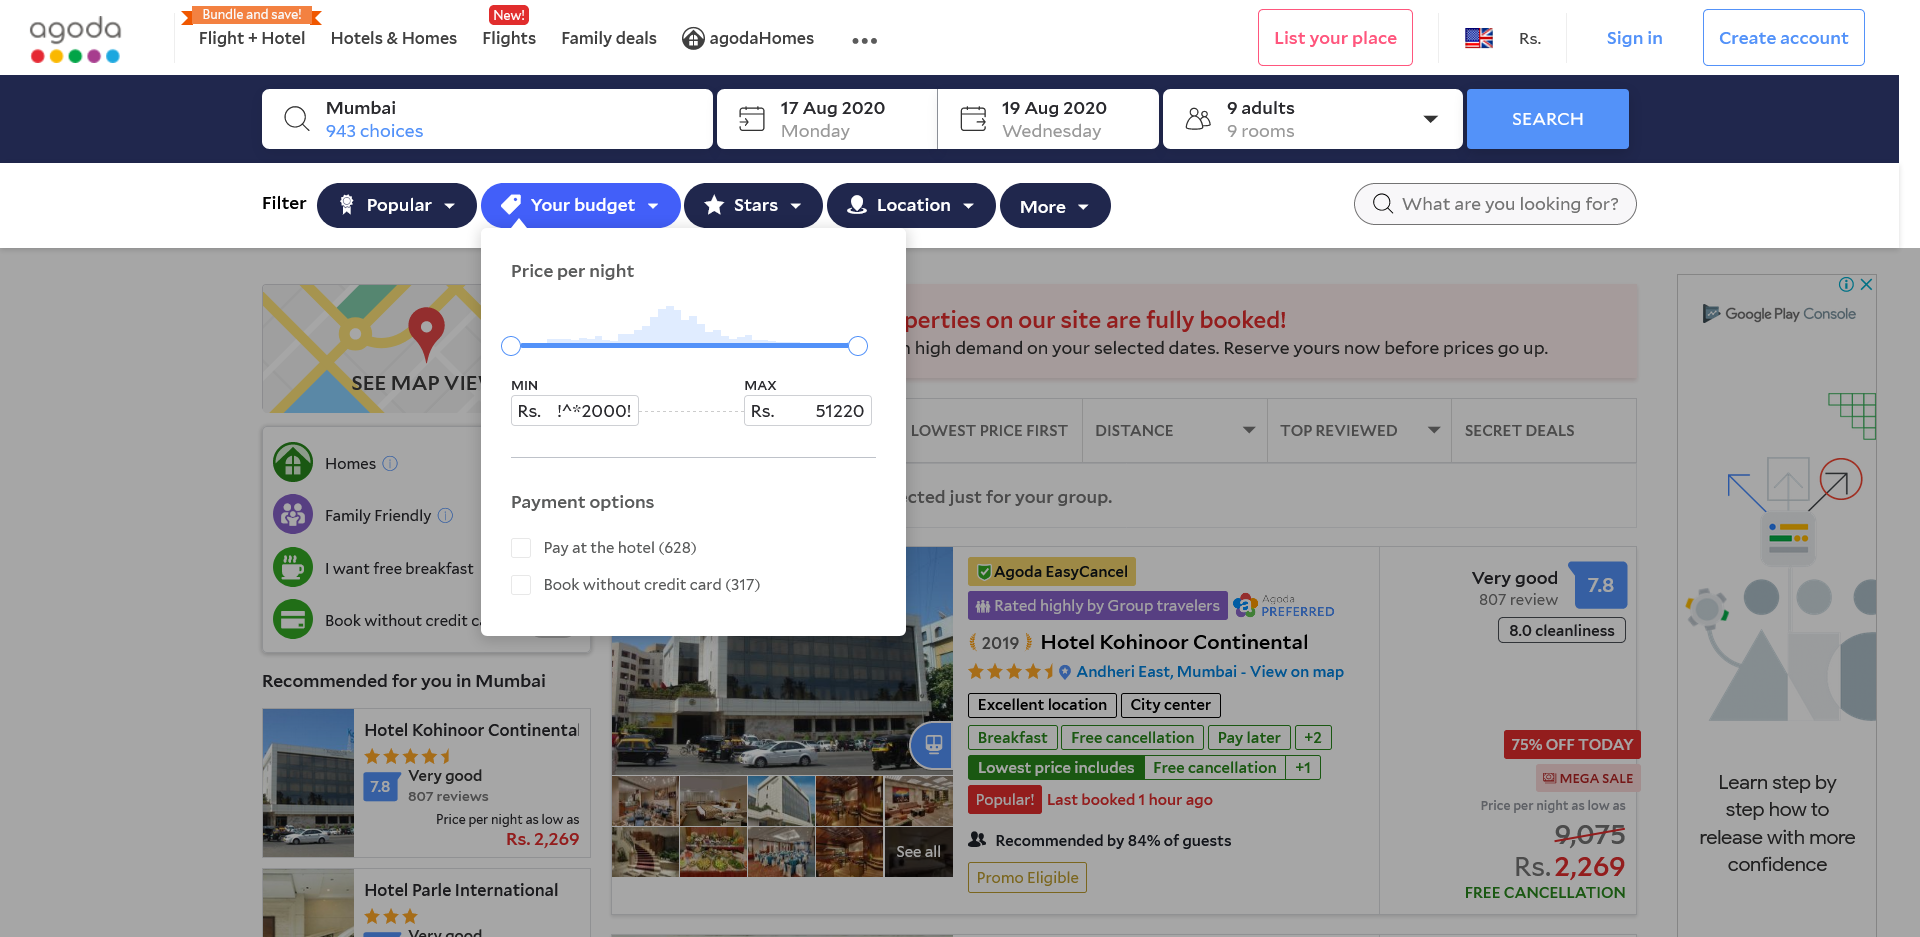 agoda
Bundle and save!
Flight + Hotel
Hotels & Homes
New!
Flights
Family deals
agodaHomes
List your place
Rs.
Sign in
Create account
Mumbai
943 choices
17 Aug 2020
Monday
19 Aug 2020
Wednesday
9 adults
9 rooms
SEARCH
Filter
Popular
Your budget
Stars
Location
More
What are you looking for?
Price per night
MIN
MAX
Rs. !^*2000!
Rs. 51220
Payment options
Pay at the hotel (628)
Book without credit card (317)
SEE MAP VIEW
Homes
Family Friendly
I want free breakfast
Book without credit ca
Recommended for you in Mumbai
Hotel Kohinoor Continental
7.8
Very good
807 reviews
Price per night as low as
Rs. 2,269
Hotel Parle International
Very good
perties on our site are fully booked!
n high demand on your selected dates. Reserve yours now before prices go up.
LOWEST PRICE FIRST
DISTANCE
TOP REVIEWED
SECRET DEALS
ected just for your group.
See all
Agoda EasyCancel
Rated highly by Group travelers
a
Agoda
PREFERRED
2019
Hotel Kohinoor Continental
Andheri East, Mumbai - View on map
Excellent location
City center
Breakfast
Free cancellation
Pay later
+2
Lowest price includes
Free cancellation
+1
Popular!
Last booked 1 hour ago
Recommended by 84% of guests
Promo Eligible
Very good
807 review
7.8
8.0 cleanliness
75% OFF TODAY
MEGA SALE
Price per night as low as
9,075
Rs. 2,269
FREE CANCELLATION
Google Play Console
Learn step by
step how to
release with more
confidence